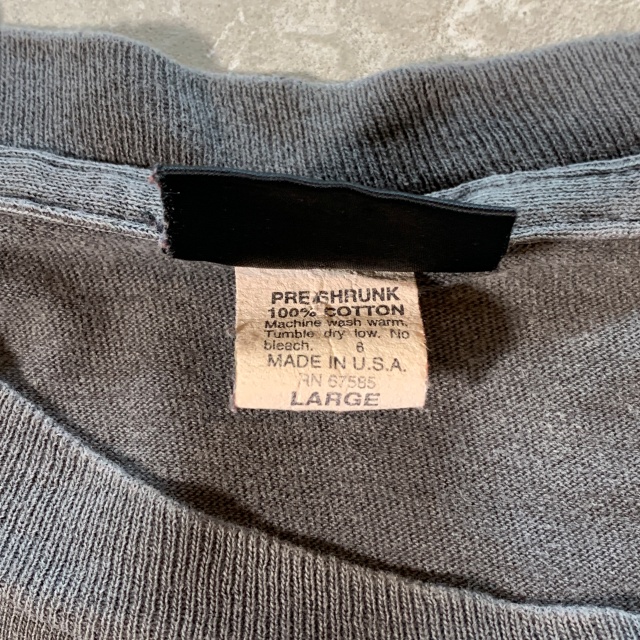 PRE-SHRUNK
100% COTTON
Machine wash warm.
Tumble dry low. No
bleach. 6
MADE IN U.S.A.
RN 67585
LARGE